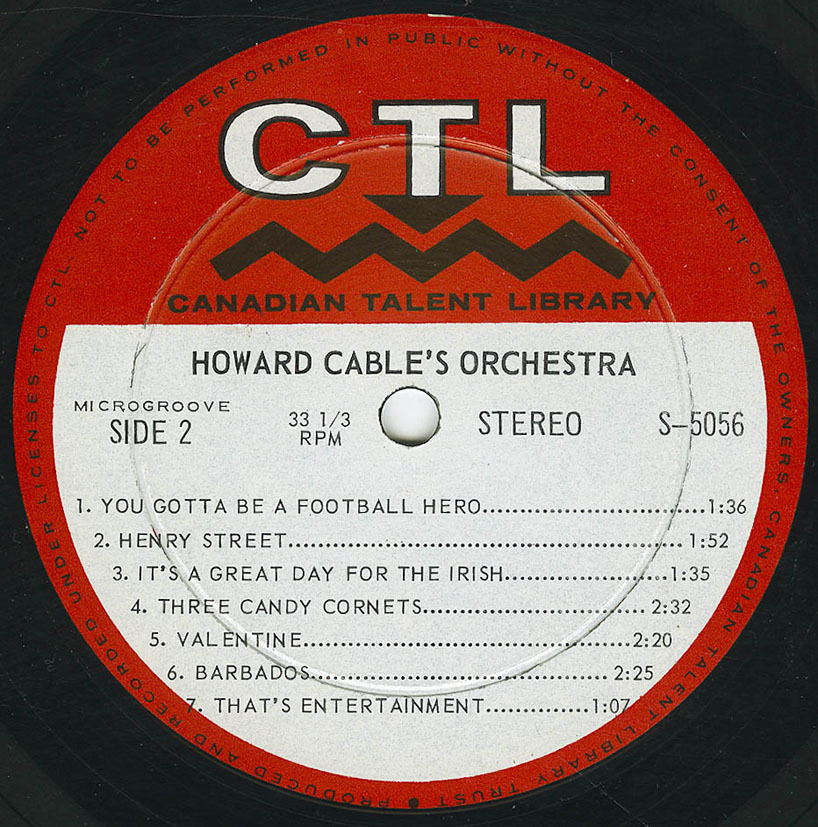 PRODUCED AND RECORDED UNDER LICENSES TO CTL. NOT TO BE PERFORMED IN PUBLIC WITHOUT THE CONSENT OF THE OWNERS, CANADIAN TALENT LIBRARY TRUST •
CTL
CANADIAN TALENT LIBRARY
HOWARD CABLE'S ORCHESTRA
MICROGROOVE
SIDE 2
33 1/3
RPM
STEREO
S-5056
1. YOU GOTTA BE A FOOTBALL HERO.................................1:36
2. HENRY STREET......................................................... 1:52
3. IT'S A GREAT DAY FOR THE IRISH.......................1:35
4. THREE CANDY CORNETS................................ 2:32
5. VALENTINE...............................................2:20
6. BARBADOS.......................................... 2:25
7. THAT'S ENTERTAINMENT...............1:07